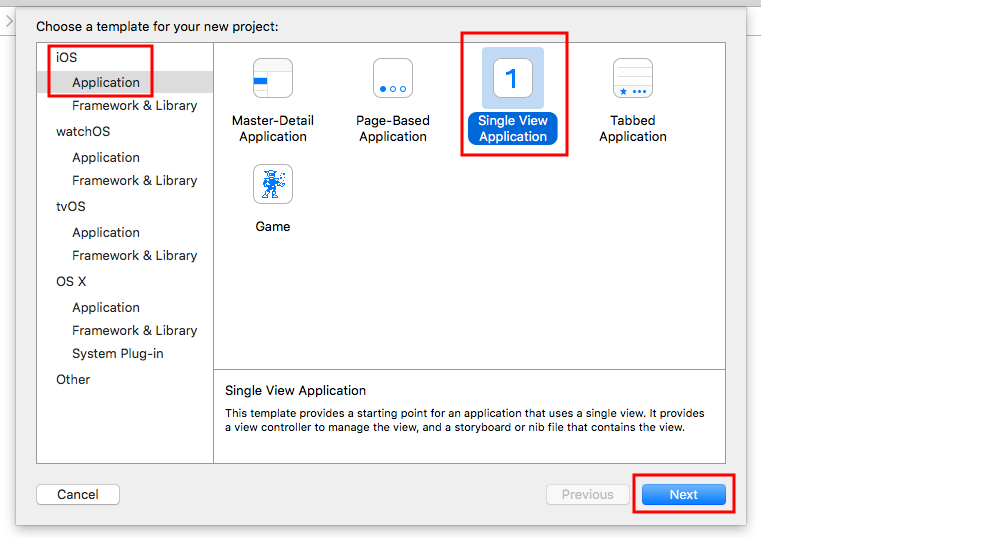 Choose a template for your new project:
iOS
Application
Framework & Library
watchOS
Application
Framework & Library
tvOS
Application
Framework & Library
OS X
Application
Framework & Library
System Plug-in
Other
Master-Detail
Application
Page-Based
Application
1
Single View
Application
Tabbed
Application
Game
Single View Application
This template provides a starting point for an application that uses a single view. It provides
a view controller to manage the view, and a storyboard or nib file that contains the view.
Cancel
Previous
Next